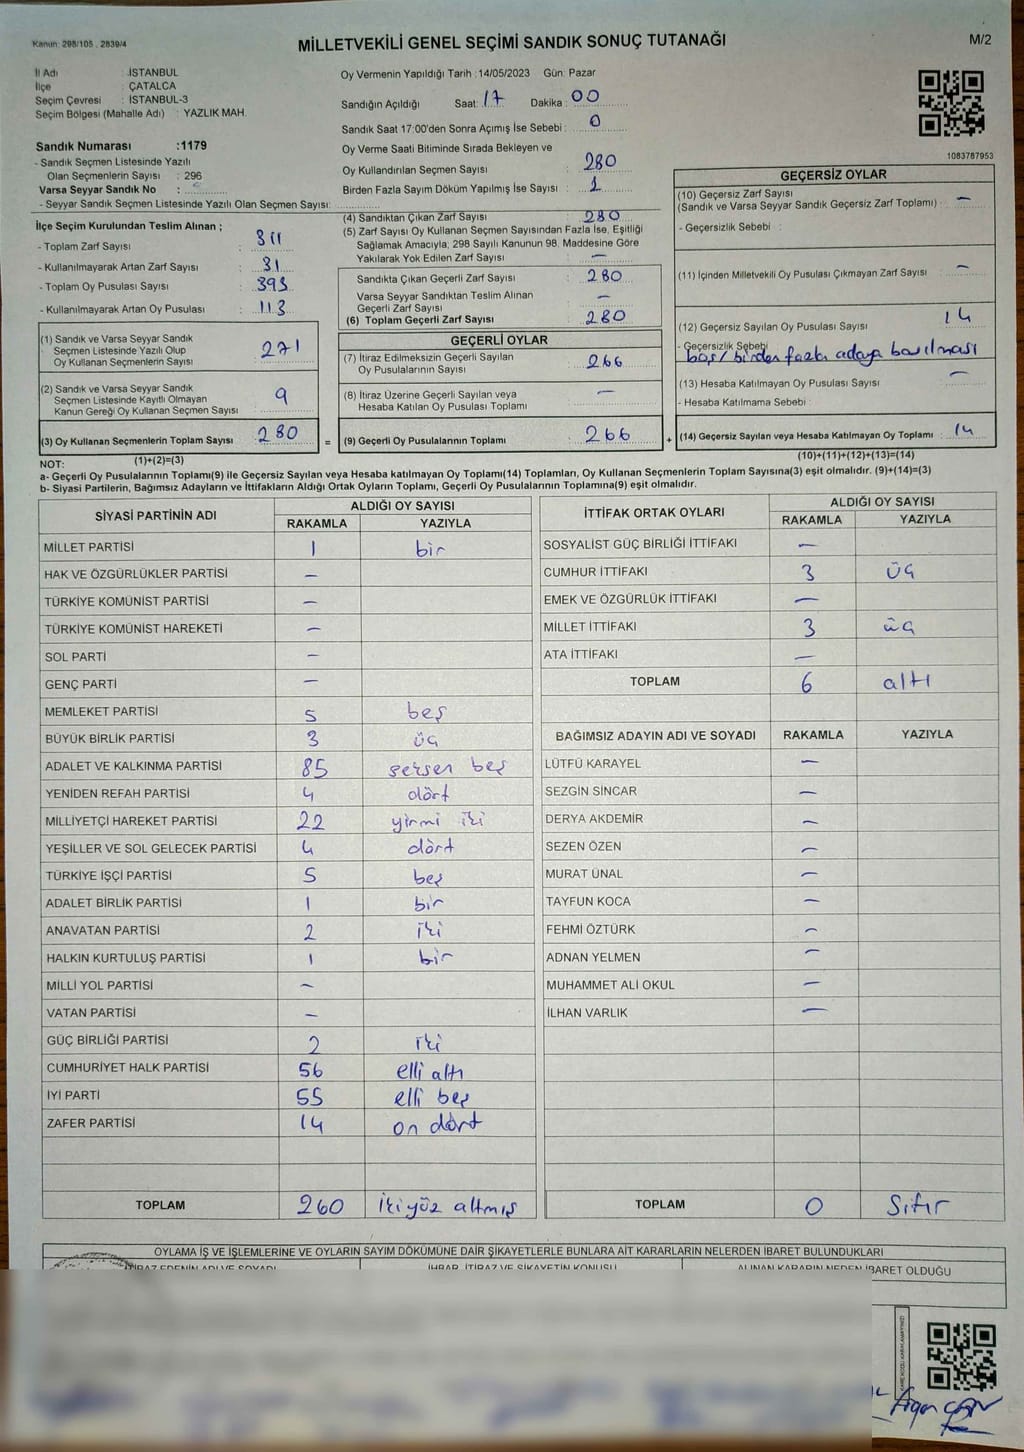 Kanun: 298/105 . 2839/4
MİLLETVEKİLİ GENEL SEÇİMİ SANDIK SONUÇ TUTANAĞI
M/2
İl Adı : İSTANBUL
İlçe : ÇATALCA
Seçim Çevresi : İSTANBUL-3
Seçim Bölgesi (Mahalle Adı) : YAZLIK MAH.
Oy Vermenin Yapıldığı Tarih :14/05/2023 Gün: Pazar
Sandığın Açıldığı Saat: 17 Dakika : 00
Sandık Saat 17:00'den Sonra Açımış İse Sebebi : 0
Sandık Numarası :1179
- Sandık Seçmen Listesinde Yazılı
Olan Seçmenlerin Sayısı : 296
Varsa Seyyar Sandık No :
- Seyyar Sandık Seçmen Listesinde Yazılı Olan Seçmen Sayısı:
Oy Verme Saati Bitiminde Sırada Bekleyen ve
Oy Kullandırılan Seçmen Sayısı : 280
Birden Fazla Sayım Döküm Yapılmış İse Sayısı : 1
1083787953
İlçe Seçim Kurulundan Teslim Alınan ;
- Toplam Zarf Sayısı : 311
- Kullanılmayarak Artan Zarf Sayısı : 31
- Toplam Oy Pusulası Sayısı : 393
- Kullanılmayarak Artan Oy Pusulası : 113
(4) Sandıktan Çıkan Zarf Sayısı : 280
(5) Zarf Sayısı Oy Kullanan Seçmen Sayısından Fazla İse, Eşitliği
Sağlamak Amacıyla, 298 Sayılı Kanunun 98. Maddesine Göre
Yakılarak Yok Edilen Zarf Sayısı : —
Sandıkta Çıkan Geçerli Zarf Sayısı : 280
Varsa Seyyar Sandıktan Teslim Alınan
Geçerli Zarf Sayısı : —
(6) Toplam Geçerli Zarf Sayısı : 280
GEÇERSİZ OYLAR
(10) Geçersiz Zarf Sayısı
(Sandık ve Varsa Seyyar Sandık Geçersiz Zarf Toplamı) : —
- Geçersizlik Sebebi :
(11) İçinden Milletvekili Oy Pusulası Çıkmayan Zarf Sayısı : —
(12) Geçersiz Sayılan Oy Pusulası Sayısı : 14
- Geçersizlik Sebebi
boş / birden fazla adaya basılması
(13) Hesaba Katılmayan Oy Pusulası Sayısı : —
- Hesaba Katılmama Sebebi :
(14) Geçersiz Sayılan veya Hesaba Katılmayan Oy Toplamı : 14
(10)+(11)+(12)+(13)=(14)
(1) Sandık ve Varsa Seyyar Sandık
Seçmen Listesinde Yazılı Olup
Oy Kullanan Seçmenlerin Sayısı : 271
(2) Sandık ve Varsa Seyyar Sandık
Seçmen Listesinde Kayıtlı Olmayan
Kanun Gereği Oy Kullanan Seçmen Sayısı : 9
(3) Oy Kullanan Seçmenlerin Toplam Sayısı : 280 =
(1)+(2)=(3)
GEÇERLİ OYLAR
(7) İtiraz Edilmeksizin Geçerli Sayılan
Oy Pusulalarının Sayısı : 266
(8) İtiraz Üzerine Geçerli Sayılan veya
Hesaba Katılan Oy Pusulası Toplamı : —
(9) Geçerli Oy Pusulalarının Toplamı : 266 +
NOT:
a- Geçerli Oy Pusulalarının Toplamı(9) ile Geçersiz Sayılan veya Hesaba katılmayan Oy Toplamı(14) Toplamları, Oy Kullanan Seçmenlerin Toplam Sayısına(3) eşit olmalıdır. (9)+(14)=(3)
b- Siyasi Partilerin, Bağımsız Adayların ve İttifakların Aldığı Ortak Oyların Toplamı, Geçerli Oy Pusulalarının Toplamına(9) eşit olmalıdır.
SİYASİ PARTİNİN ADI ALDIĞI OY SAYISI
RAKAMLA YAZIYLA
MİLLET PARTİSİ 1 bir
HAK VE ÖZGÜRLÜKLER PARTİSİ —
TÜRKİYE KOMÜNİST PARTİSİ —
TÜRKİYE KOMÜNİST HAREKETİ —
SOL PARTİ —
GENÇ PARTİ —
MEMLEKET PARTİSİ 5 beş
BÜYÜK BİRLİK PARTİSİ 3 üç
ADALET VE KALKINMA PARTİSİ 85 seksen beş
YENİDEN REFAH PARTİSİ 4 dört
MİLLİYETÇİ HAREKET PARTİSİ 22 yirmi iki
YEŞİLLER VE SOL GELECEK PARTİSİ 4 dört
TÜRKİYE İŞÇİ PARTİSİ 5 beş
ADALET BİRLİK PARTİSİ 1 bir
ANAVATAN PARTİSİ 2 iki
HALKIN KURTULUŞ PARTİSİ 1 bir
MİLLİ YOL PARTİSİ —
VATAN PARTİSİ —
GÜÇ BİRLİĞİ PARTİSİ 2 iki
CUMHURİYET HALK PARTİSİ 56 elli altı
İYİ PARTİ 55 elli beş
ZAFER PARTİSİ 14 on dört
TOPLAM 260 ikiyüz altmış
İTTİFAK ORTAK OYLARI ALDIĞI OY SAYISI
RAKAMLA YAZIYLA
SOSYALİST GÜÇ BİRLİĞİ İTTİFAKI —
CUMHUR İTTİFAKI 3 üç
EMEK VE ÖZGÜRLÜK İTTİFAKI —
MİLLET İTTİFAKI 3 üç
ATA İTTİFAKI —
TOPLAM 6 altı
BAĞIMSIZ ADAYIN ADI VE SOYADI RAKAMLA YAZIYLA
LÜTFÜ KARAYEL —
SEZGİN SİNCAR —
DERYA AKDEMİR —
SEZEN ÖZEN —
MURAT ÜNAL —
TAYFUN KOCA —
FEHMİ ÖZTÜRK —
ADNAN YELMEN —
MUHAMMET ALİ OKUL —
İLHAN VARLIK —
TOPLAM 0 Sıfır
OYLAMA İŞ VE İŞLEMLERİNE VE OYLARIN SAYIM DÖKÜMÜNE DAİR ŞİKAYETLERLE BUNLARA AİT KARARLARIN NELERDEN İBARET BULUNDUKLARI
İTİRAZ EDENİN ADI VE SOYADI İHBAR, İTİRAZ VE ŞİKAYETİN KONUSU ALINAN KARARIN NEDEN İBARET OLDUĞU